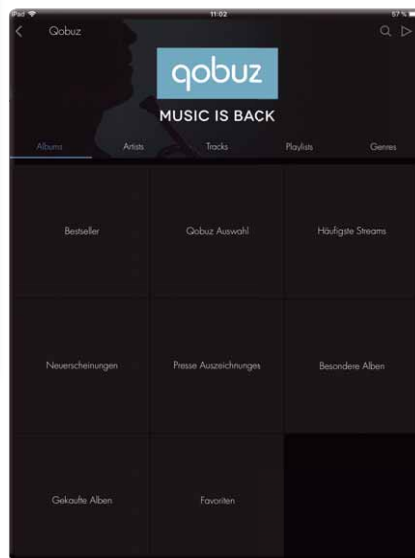 iPad 11:02 57 %
Qobuz
qobuz
MUSIC IS BACK
Albums Artists Tracks Playlists Genres
Bestseller Qobuz Auswahl Häufigste Streams
Neuerscheinungen Presse Auszeichnungen Besondere Alben
Gekaufte Alben Favoriten